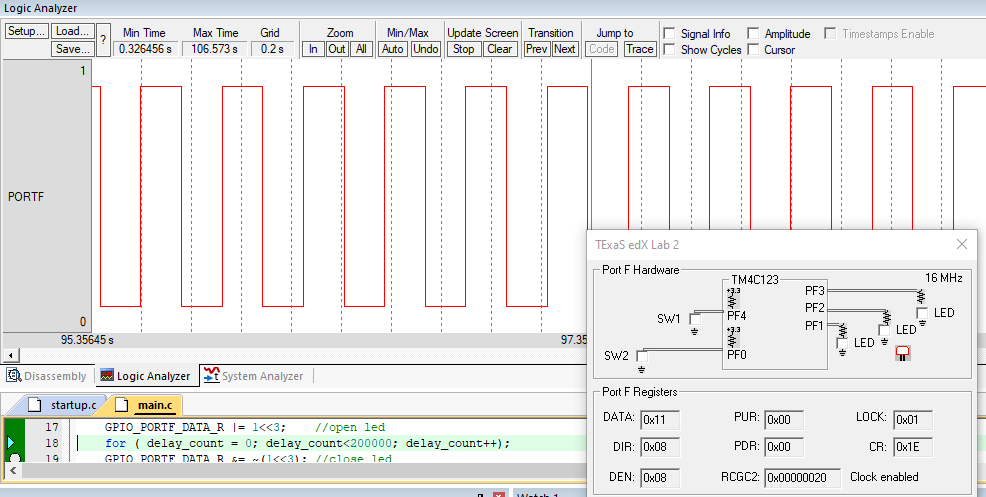 Logic Analyzer
Setup... Load... Save... ? Min Time Max Time Grid Zoom Min/Max Update Screen Transition Jump to Signal Info Amplitude Timestamps Enable
0.326456 s 106.573 s 0.2 s In Out All Auto Undo Stop Clear Prev Next Code Trace Show Cycles Cursor
1
PORTF
0
95.35645 s 97.35
TExaS edX Lab 2
Port F Hardware
TM4C123 16 MHz
+3.3 PF3
PF2
SW1 PF4 PF1 LED
+3.3 LED
SW2 PF0 LED
Port F Registers
DATA: 0x11 PUR: 0x00 LOCK: 0x01
DIR: 0x08 PDR: 0x00 CR: 0x1E
DEN: 0x08 RCGC2: 0x00000020 Clock enabled
Disassembly Logic Analyzer System Analyzer
startup.c main.c
17 GPIO_PORTF_DATA_R |= 1<<3; //open led
18 for ( delay_count = 0; delay_count<200000; delay_count++);
19 GPIO_PORTF_DATA_R &= ~(1<<3); //close led
Watch 1